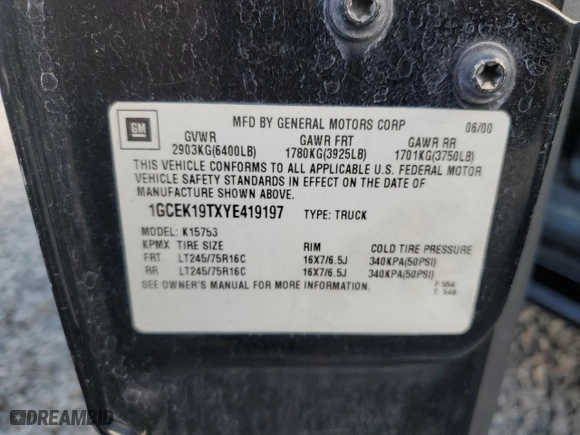 GM
MFD BY GENERAL MOTORS CORP 06/00
GVWR GAWR FRT GAWR RR
2903KG(6400LB) 1780KG(3925LB) 1701KG(3750LB)
THIS VEHICLE CONFORMS TO ALL APPLICABLE U.S. FEDERAL MOTOR
VEHICLE SAFETY STANDARDS IN EFFECT ON THE DATE OF
MANUFACTURE SHOWN ABOVE.
1GCEK19TXYE419197 TYPE: TRUCK
MODEL: K15753
KPMX TIRE SIZE RIM COLD TIRE PRESSURE
FRT LT245/75R16C 16X7/6.5J 340KPA(50PSI)
RR LT245/75R16C 16X7/6.5J 340KPA(50PSI)
SEE OWNER'S MANUAL FOR MORE INFORMATION.
DREAMBID